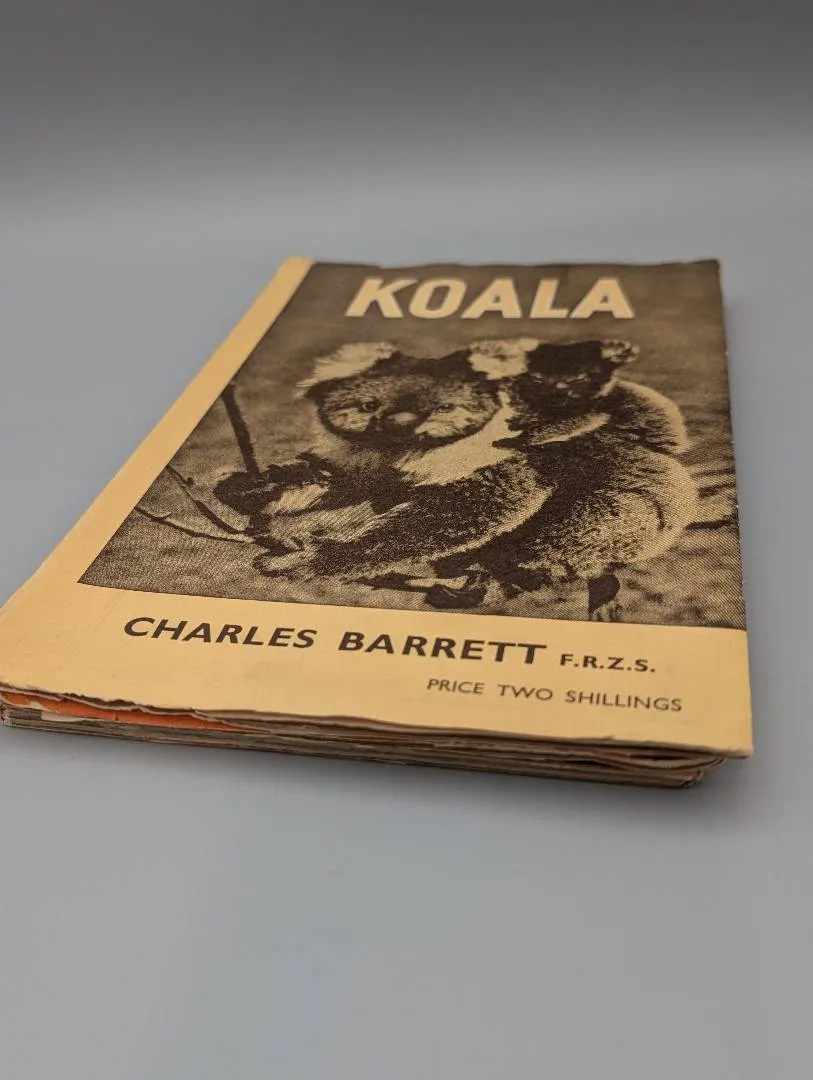 KOALA
CHARLES BARRETT F.R.Z.S.
PRICE TWO SHILLINGS